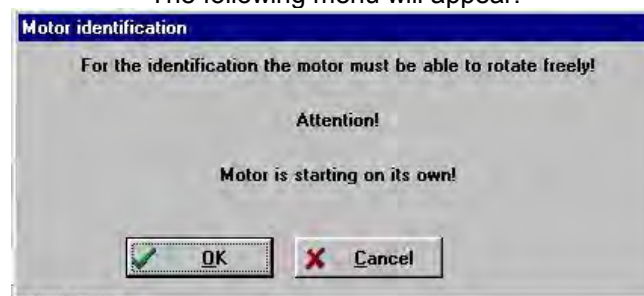 The following menu will appear:
Motor identification
For the identification the motor must be able to rotate freely!
Attention!
Motor is starting on its own!
OK Cancel